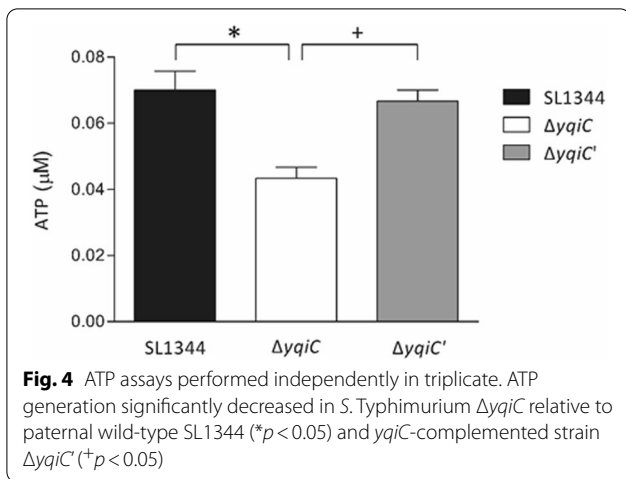 * +
0.08
0.06
0.04
0.02
0.00
ATP (μM)
SL1344
ΔyqiC
ΔyqiC'
SL1344 ΔyqiC ΔyqiC'
Fig. 4 ATP assays performed independently in triplicate. ATP
generation significantly decreased in S. Typhimurium ΔyqiC relative to
paternal wild-type SL1344 (*p < 0.05) and yqiC-complemented strain
ΔyqiC' (+p < 0.05)